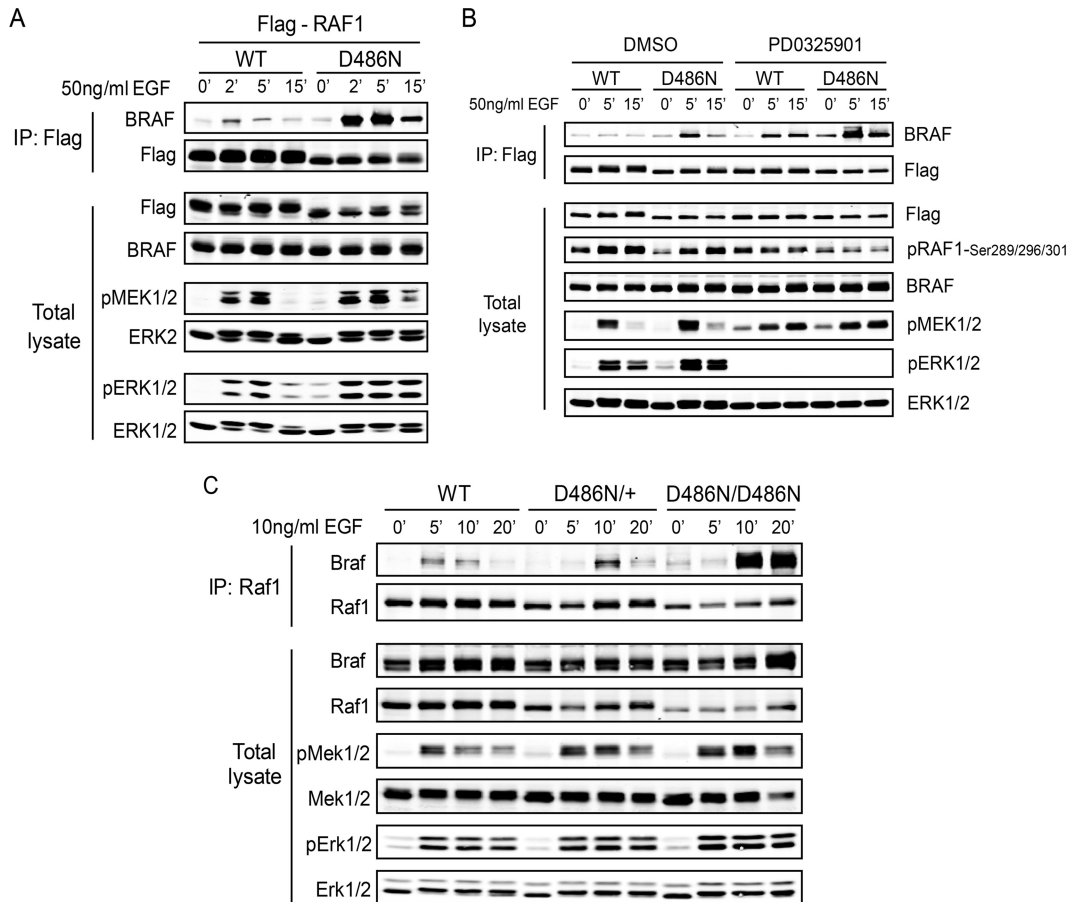 A
Flag - RAF1
WT D486N
50ng/ml EGF 0’ 2’ 5’ 15’ 0’ 2’ 5’ 15’
IP: Flag
BRAF
Flag
Total lysate
Flag
BRAF
pMEK1/2
ERK2
pERK1/2
ERK1/2
B
DMSO PD0325901
WT D486N WT D486N
50ng/ml EGF 0’ 5’ 15’ 0’ 5’ 15’ 0’ 5’ 15’ 0’ 5’ 15’
IP: Flag
BRAF
Flag
Total
lysate
Flag
pRAF1-Ser289/296/301
BRAF
pMEK1/2
pERK1/2
ERK1/2
C
WT D486N/+ D486N/D486N
10ng/ml EGF 0’ 5’ 10’ 20’ 0’ 5’ 10’ 20’ 0’ 5’ 10’ 20’
IP: Raf1
Braf
Raf1
Total
lysate
Braf
Raf1
pMek1/2
Mek1/2
pErk1/2
Erk1/2